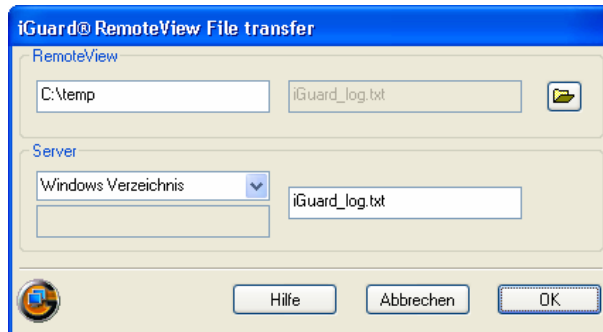 iGuard® RemoteView File transfer
RemoteView
C:\temp
iGuard_log.txt
Server
Windows Verzeichnis
iGuard_log.txt
Hilfe
Abbrechen
OK